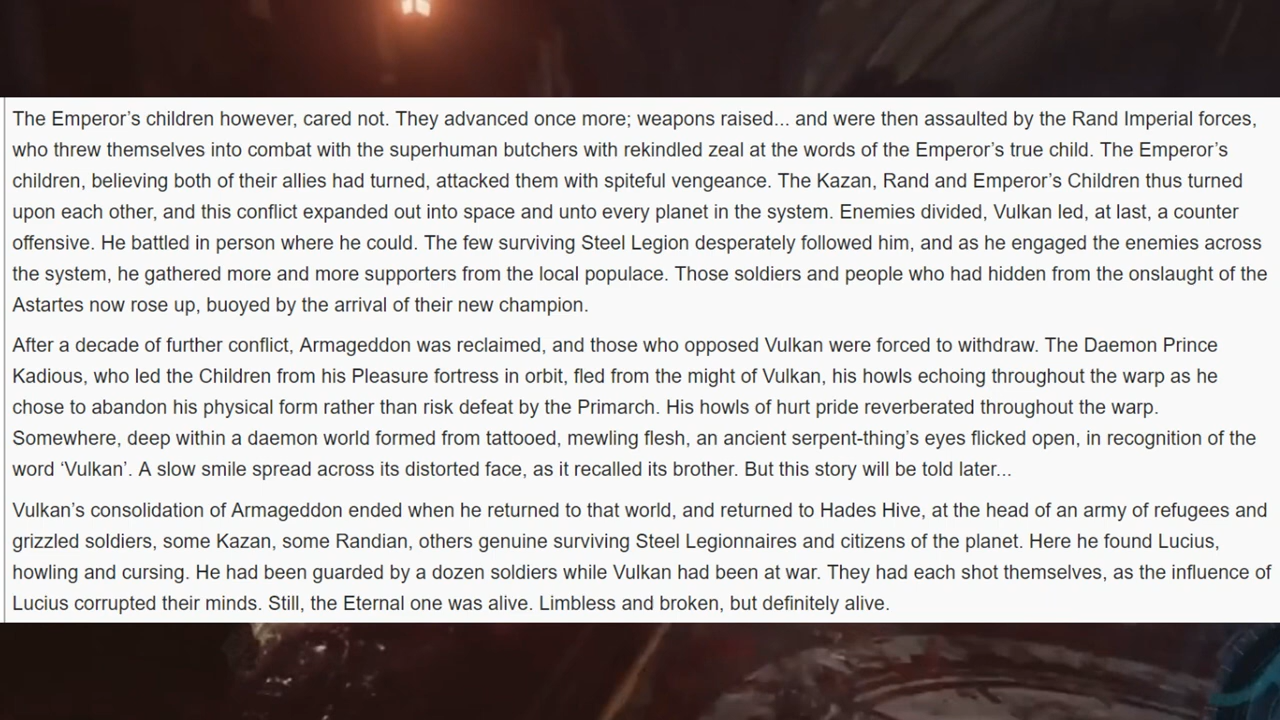 The Emperor’s children however, cared not. They advanced once more; weapons raised... and were then assaulted by the Rand Imperial forces,
who threw themselves into combat with the superhuman butchers with rekindled zeal at the words of the Emperor’s true child. The Emperor’s
children, believing both of their allies had turned, attacked them with spiteful vengeance. The Kazan, Rand and Emperor’s Children thus turned
upon each other, and this conflict expanded out into space and unto every planet in the system. Enemies divided, Vulkan led, at last, a counter
offensive. He battled in person where he could. The few surviving Steel Legion desperately followed him, and as he engaged the enemies across
the system, he gathered more and more supporters from the local populace. Those soldiers and people who had hidden from the onslaught of the
Astartes now rose up, buoyed by the arrival of their new champion.
After a decade of further conflict, Armageddon was reclaimed, and those who opposed Vulkan were forced to withdraw. The Daemon Prince
Kadious, who led the Children from his Pleasure fortress in orbit, fled from the might of Vulkan, his howls echoing throughout the warp as he
chose to abandon his physical form rather than risk defeat by the Primarch. His howls of hurt pride reverberated throughout the warp.
Somewhere, deep within a daemon world formed from tattooed, mewling flesh, an ancient serpent-thing’s eyes flicked open, in recognition of the
word ‘Vulkan’. A slow smile spread across its distorted face, as it recalled its brother. But this story will be told later...
Vulkan’s consolidation of Armageddon ended when he returned to that world, and returned to Hades Hive, at the head of an army of refugees and
grizzled soldiers, some Kazan, some Randian, others genuine surviving Steel Legionnaires and citizens of the planet. Here he found Lucius,
howling and cursing. He had been guarded by a dozen soldiers while Vulkan had been at war. They had each shot themselves, as the influence of
Lucius corrupted their minds. Still, the Eternal one was alive. Limbless and broken, but definitely alive.